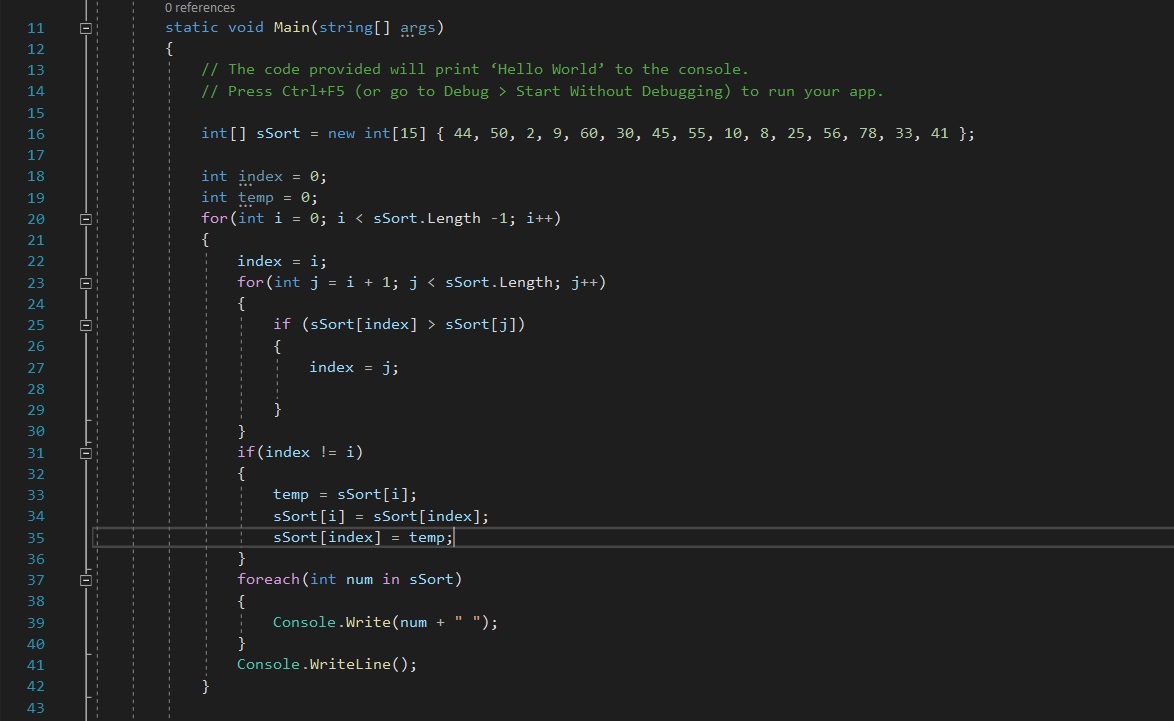 0 references
11 static void Main(string[] args)
12 {
13 // The code provided will print ‘Hello World’ to the console.
14 // Press Ctrl+F5 (or go to Debug > Start Without Debugging) to run your app.
15
16 int[] sSort = new int[15] { 44, 50, 2, 9, 60, 30, 45, 55, 10, 8, 25, 56, 78, 33, 41 };
17
18 int index = 0;
19 int temp = 0;
20 for(int i = 0; i < sSort.Length -1; i++)
21 {
22 index = i;
23 for(int j = i + 1; j < sSort.Length; j++)
24 {
25 if (sSort[index] > sSort[j])
26 {
27 index = j;
28
29 }
30 }
31 if(index != i)
32 {
33 temp = sSort[i];
34 sSort[i] = sSort[index];
35 sSort[index] = temp;
36 }
37 foreach(int num in sSort)
38 {
39 Console.Write(num + " ");
40 }
41 Console.WriteLine();
42 }
43